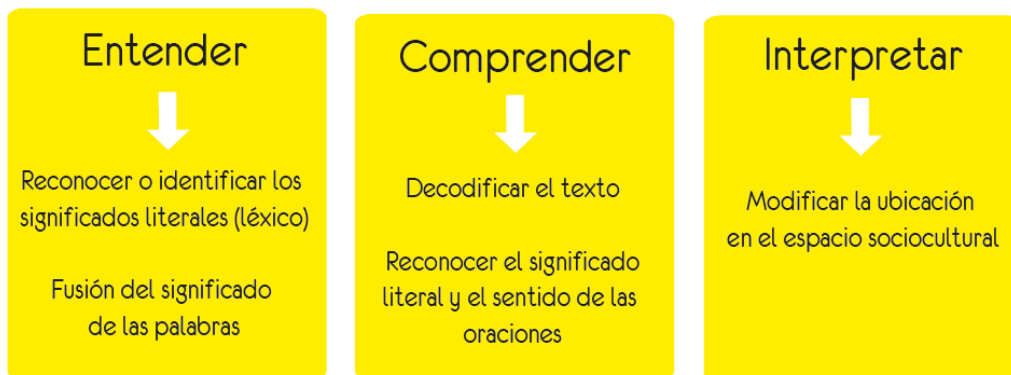 Entender
Reconocer o identificar los
significados literales (léxico)
Fusión del significado
de las palabras
Comprender
Decodificar el texto
Reconocer el significado
literal y el sentido de las
oraciones
Interpretar
Modificar la ubicación
en el espacio sociocultural